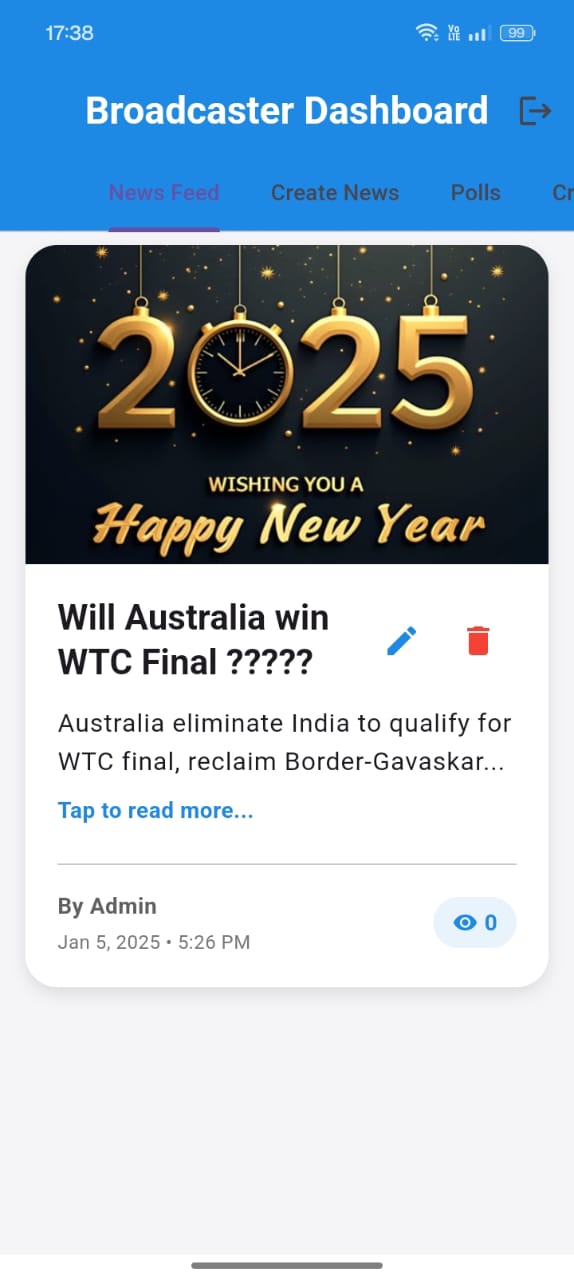 17:38
Vo
LTE
99
Broadcaster Dashboard
News Feed
Create News
Polls
Cr
2025
WISHING YOU A
Happy New Year
Will Australia win
WTC Final ?????
Australia eliminate India to qualify for
WTC final, reclaim Border-Gavaskar...
Tap to read more...
By Admin
0
Jan 5, 2025 • 5:26 PM